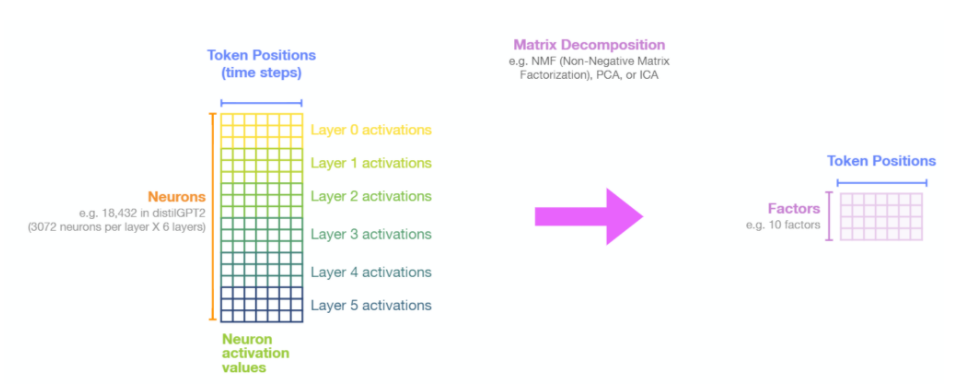 Token Positions
(time steps)
Matrix Decomposition
e.g. NMF (Non-Negative Matrix
Factorization), PCA, or ICA
Layer 0 activations
Layer 1 activations
Layer 2 activations
Layer 3 activations
Layer 4 activations
Layer 5 activations
Neurons
e.g. 18,432 in distilGPT2
(3072 neurons per layer X 6 layers)
Neuron
activation
values
Token Positions
Factors
e.g. 10 factors